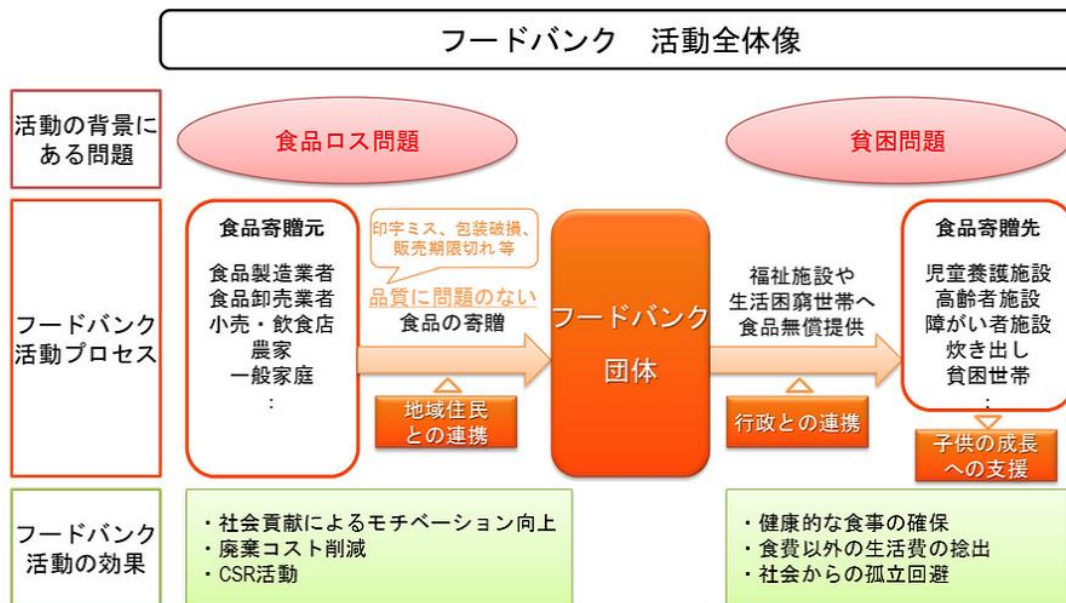 フードバンク　活動全体像
活動の背景に
ある問題
食品ロス問題
貧困問題
フードバンク
活動プロセス
食品寄贈元
食品製造業者
食品卸売業者
小売・飲食店
農家
一般家庭
：
印字ミス、包装破損、
販売期限切れ 等
品質に問題のない
食品の寄贈
地域住民
との連携
フードバンク
団体
福祉施設や
生活困窮世帯へ
食品無償提供
行政との連携
食品寄贈先
児童養護施設
高齢者施設
障がい者施設
炊き出し
貧困世帯
：
子供の成長
への支援
フードバンク
活動の効果
・社会貢献によるモチベーション向上
・廃棄コスト削減
・CSR活動
・健康的な食事の確保
・食費以外の生活費の捻出
・社会からの孤立回避